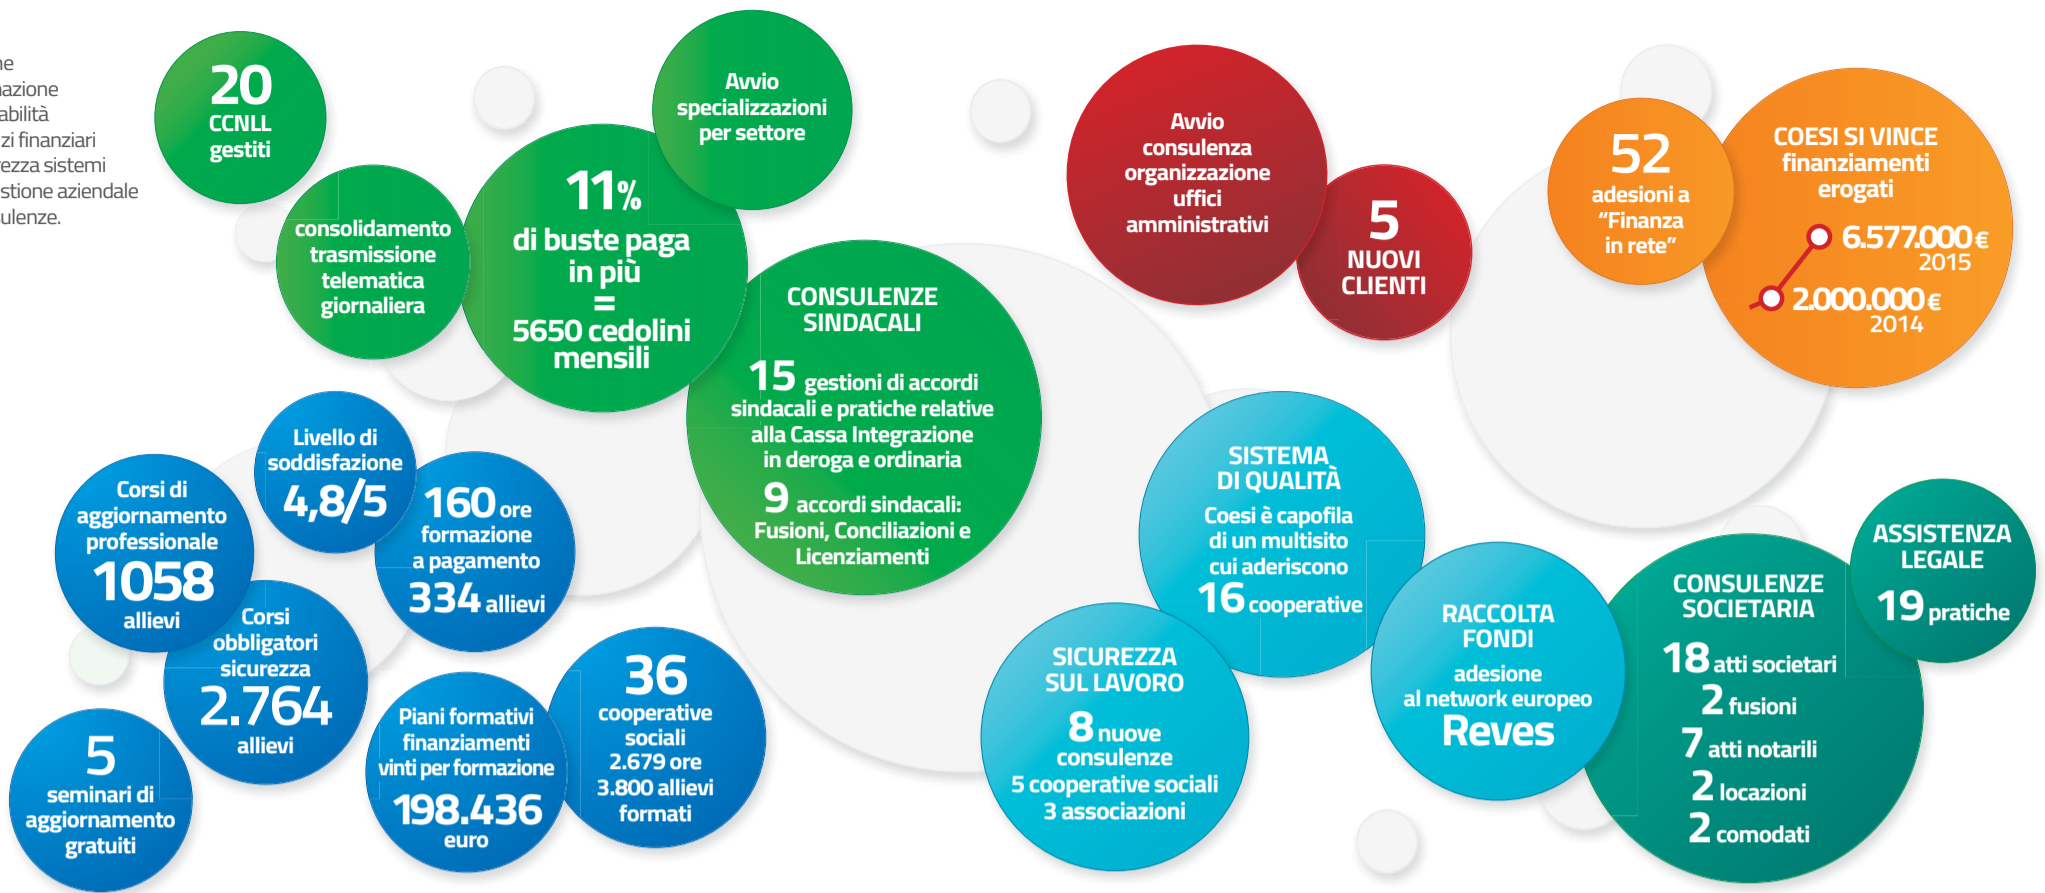 zi finanziari
stione aziendale
20
CCNLL
gestiti
consolidamento
trasmissione
telematica
giornaliera
11%
di buste paga
in più
=
5650 cedolini
mensili
Avvio
specializzazioni
per settore
CONSULENZE
SINDACALI
15 gestioni di accordi
sindacali e pratiche relative
alla Cassa Integrazione
in deroga e ordinaria
9 accordi sindacali:
Fusioni, Conciliazioni e
Licenziamenti
Avvio
consulenza
organizzazione
uffici
amministrativi
5
NUOVI
CLIENTI
52
adesioni a
“Finanza
in rete”
COESI SI VINCE
finanziamenti
erogati
6.577.000 €
2015
2.000.000 €
2014
Livello di
soddisfazione
4,8/5
Corsi di
aggiornamento
professionale
1058
allievi
160 ore
formazione
a pagamento
334 allievi
Corsi
obbligatori
sicurezza
2.764
allievi
5
seminari di
aggiornamento
gratuiti
Piani formativi
finanziamenti
vinti per formazione
198.436
euro
36
cooperative
sociali
2.679 ore
3.800 allievi
formati
SISTEMA
DI QUALITÀ
Coesi è capofila
di un multisito
cui aderiscono
16 cooperative
SICUREZZA
SUL LAVORO
8 nuove
consulenze
5 cooperative sociali
3 associazioni
RACCOLTA
FONDI
adesione
al network europeo
Reves
CONSULENZE
SOCIETARIA
18 atti societari
2 fusioni
7 atti notarili
2 locazioni
2 comodati
ASSISTENZA
LEGALE
19 pratiche